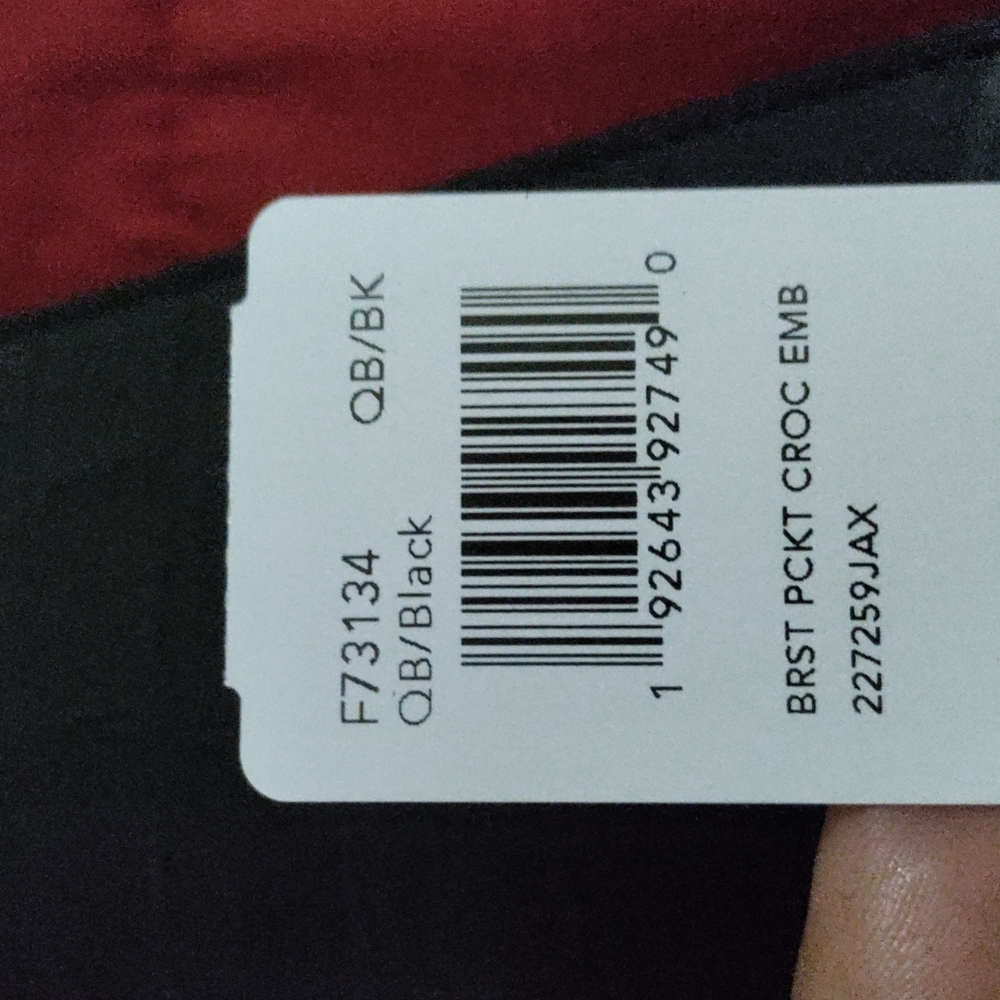 F73134 QB/BK
QB/Black
1 92643 92749 0
BRST PCKT CROC EMB
227259JAX